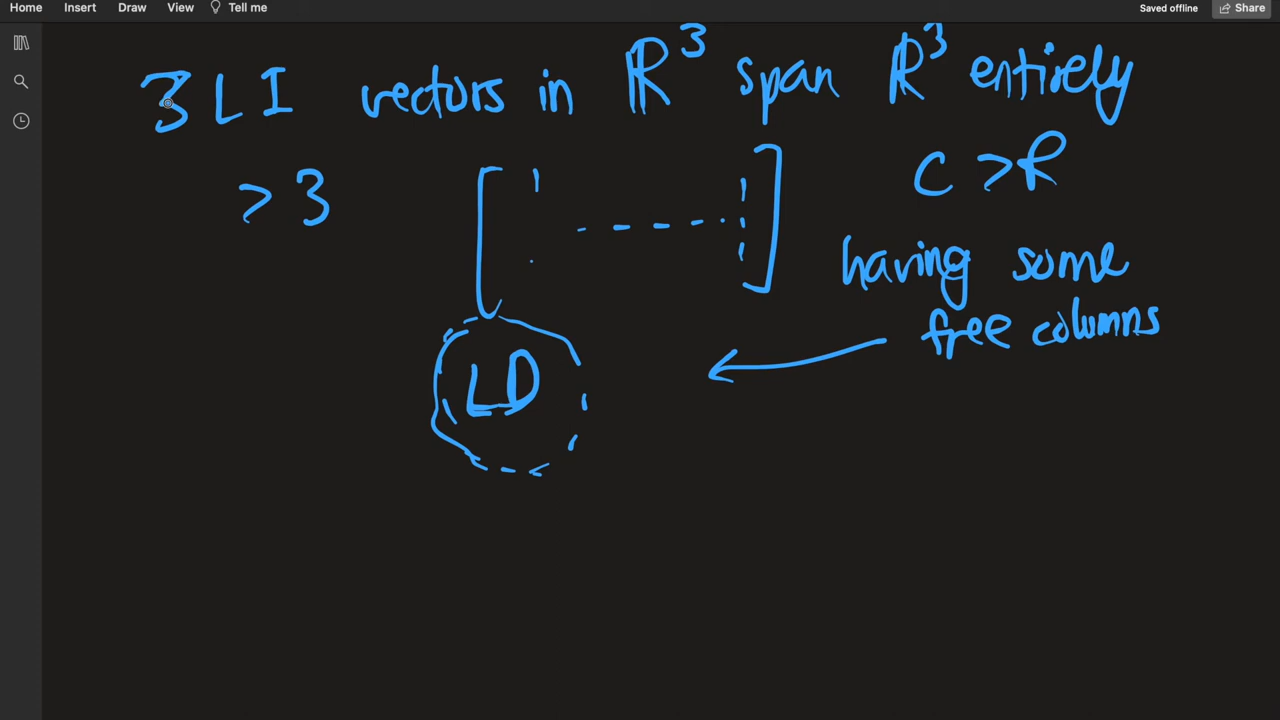 Home Insert Draw View Tell me Saved offline Share
3 LI vectors in ℝ³ span ℝ³ entirely
> 3
C > R
having some
free columns
LD